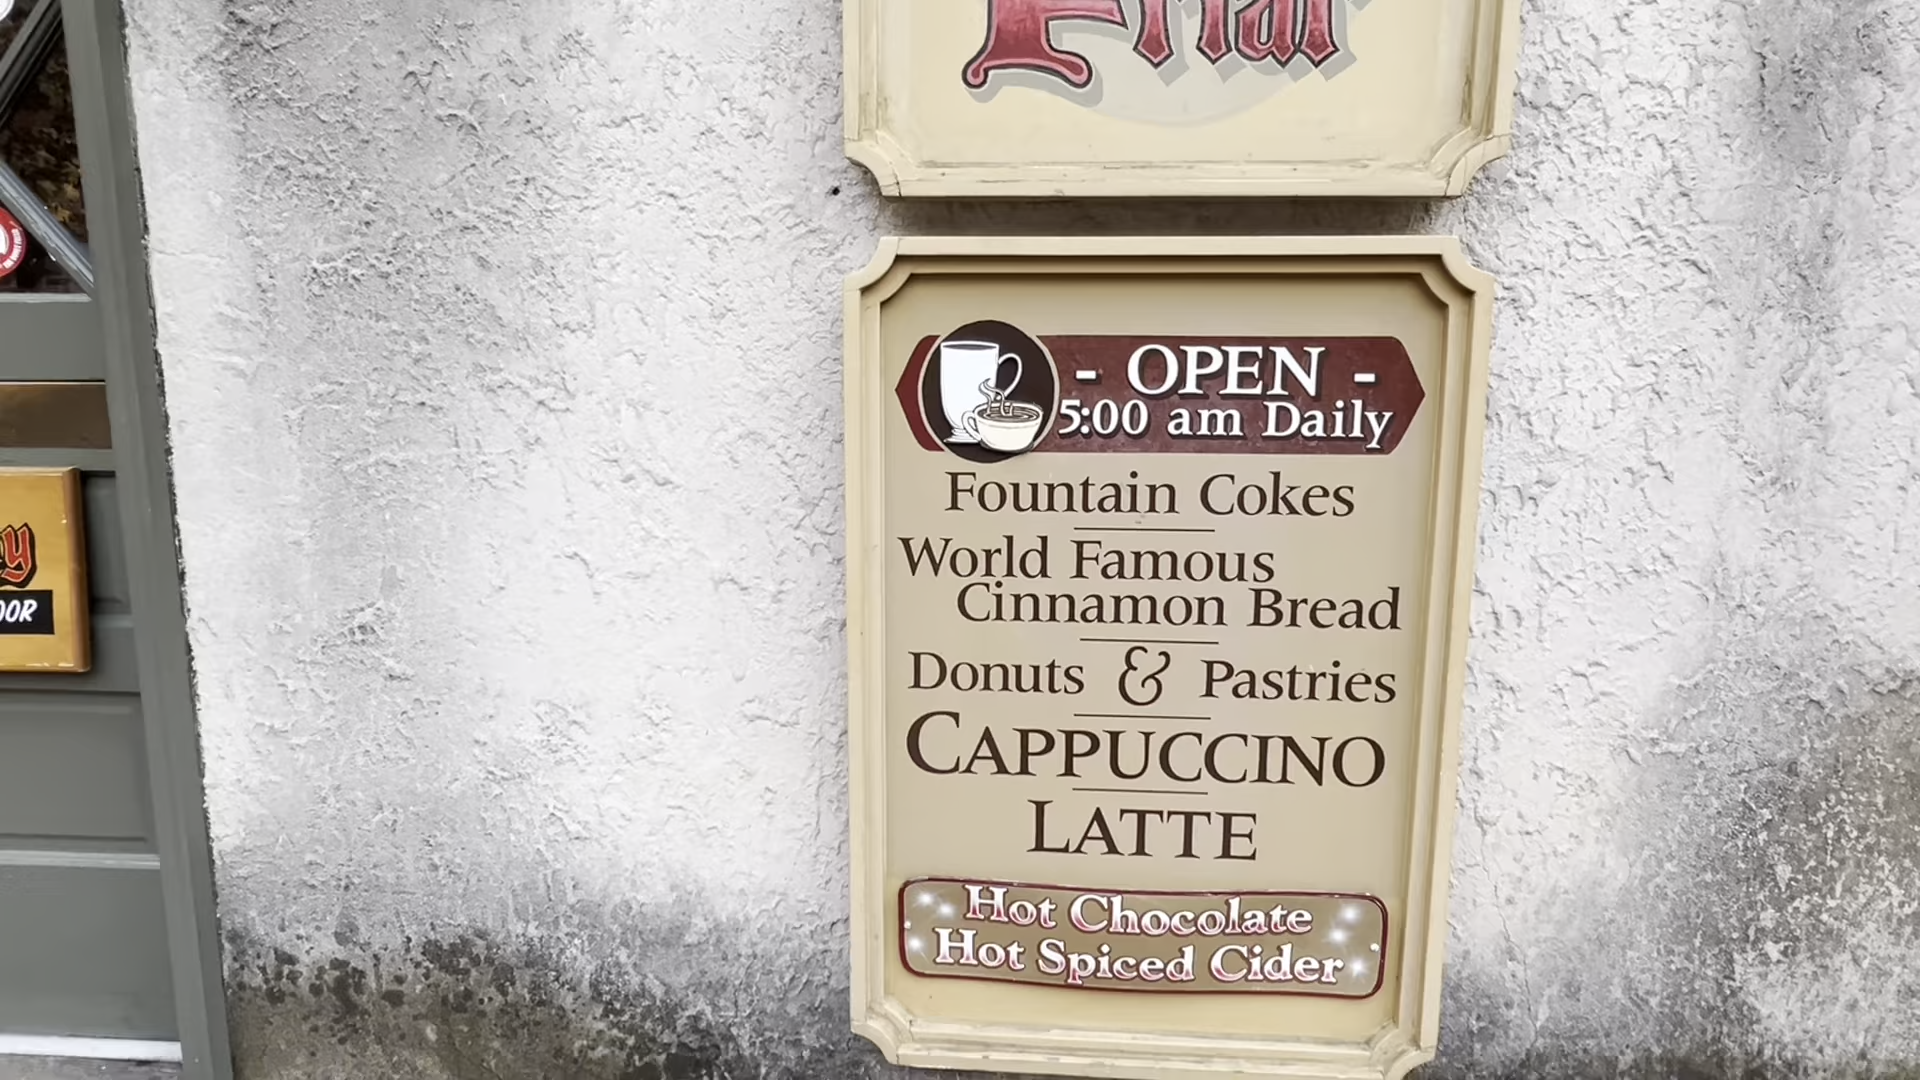 Friar
- OPEN -
5:00 am Daily
Fountain Cokes
World Famous
Cinnamon Bread
Donuts & Pastries
CAPPUCCINO
LATTE
Hot Chocolate
Hot Spiced Cider